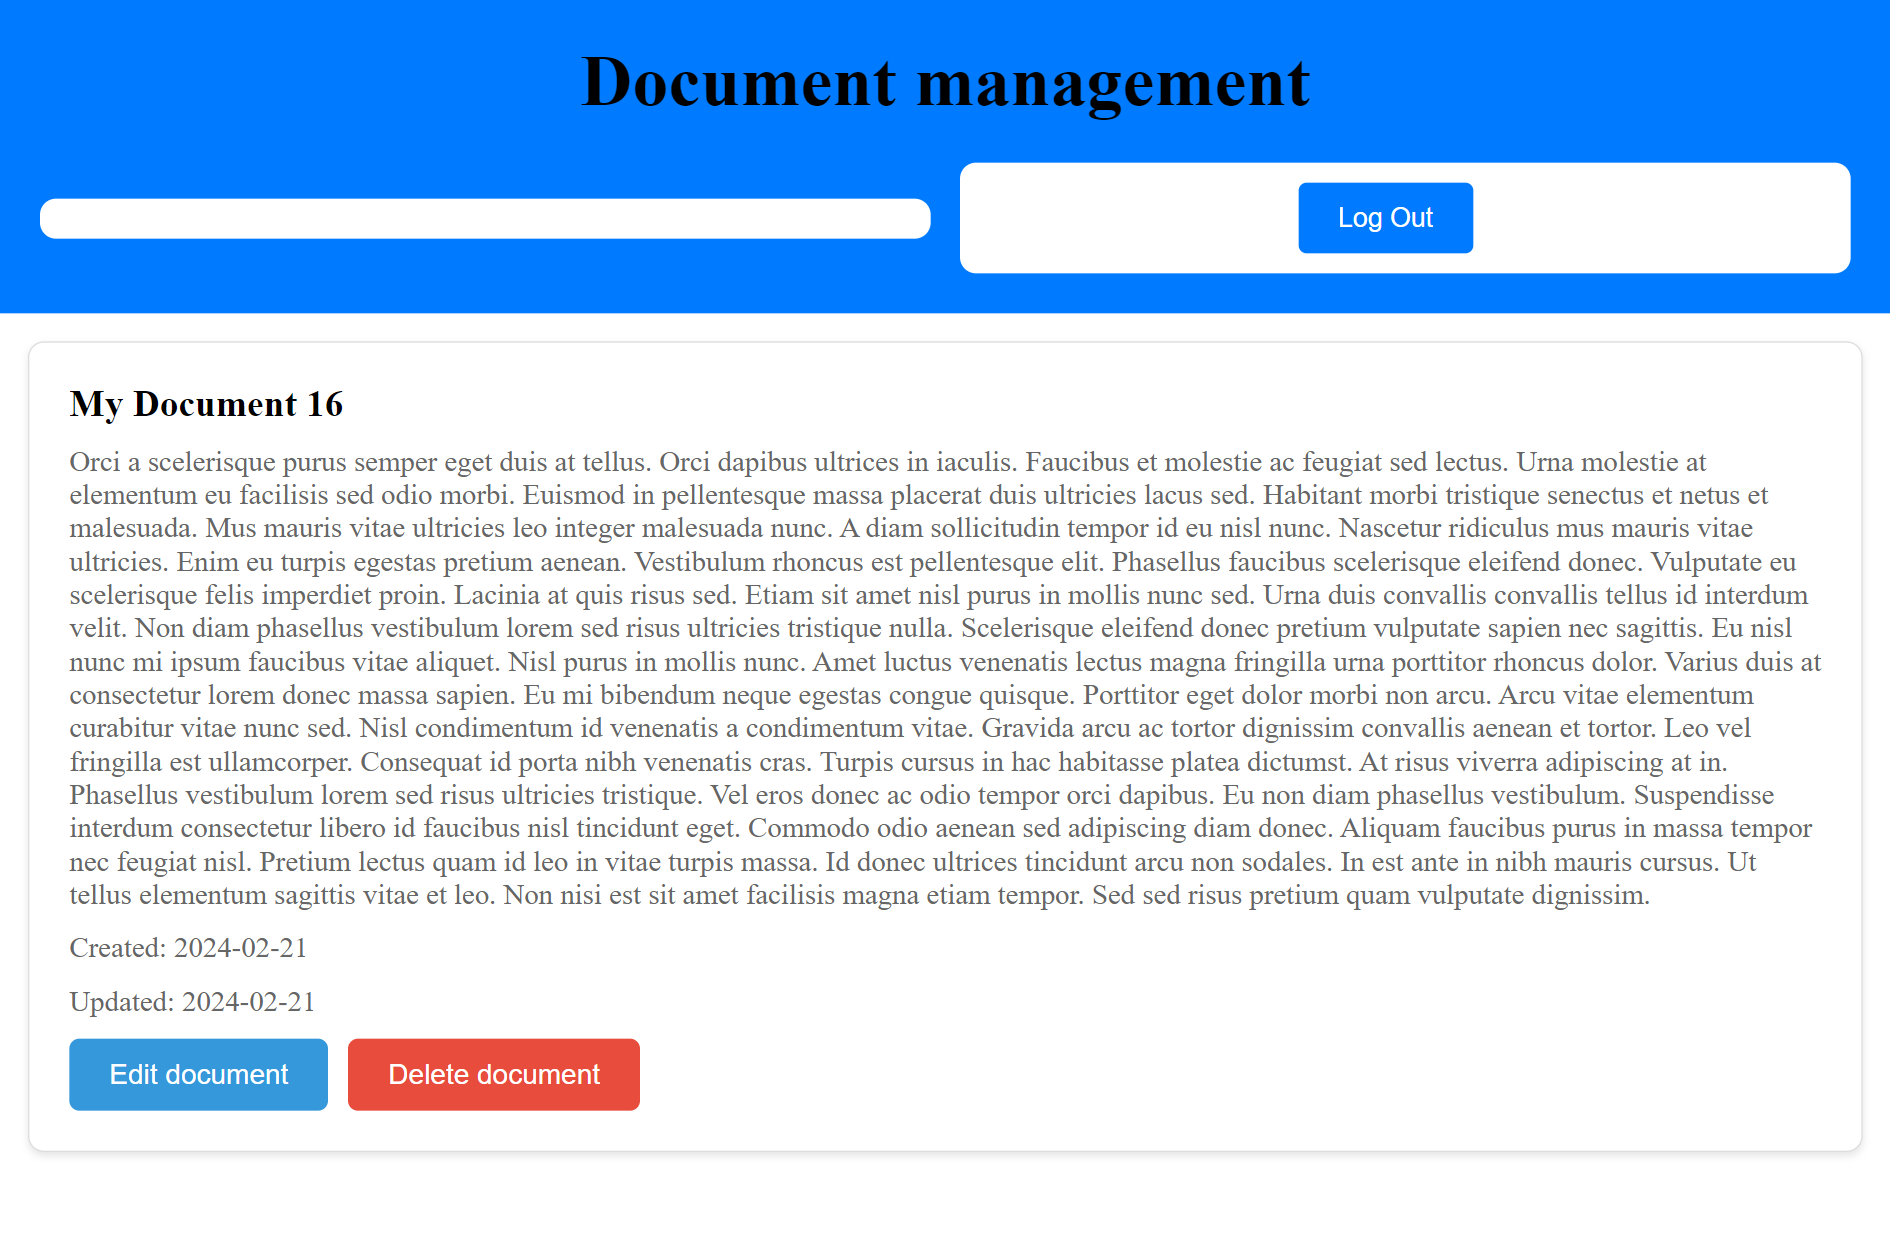 Document management
Log Out
My Document 16
Orci a scelerisque purus semper eget duis at tellus. Orci dapibus ultrices in iaculis. Faucibus et molestie ac feugiat sed lectus. Urna molestie at
elementum eu facilisis sed odio morbi. Euismod in pellentesque massa placerat duis ultricies lacus sed. Habitant morbi tristique senectus et netus et
malesuada. Mus mauris vitae ultricies leo integer malesuada nunc. A diam sollicitudin tempor id eu nisl nunc. Nascetur ridiculus mus mauris vitae
ultricies. Enim eu turpis egestas pretium aenean. Vestibulum rhoncus est pellentesque elit. Phasellus faucibus scelerisque eleifend donec. Vulputate eu
scelerisque felis imperdiet proin. Lacinia at quis risus sed. Etiam sit amet nisl purus in mollis nunc sed. Urna duis convallis convallis tellus id interdum
velit. Non diam phasellus vestibulum lorem sed risus ultricies tristique nulla. Scelerisque eleifend donec pretium vulputate sapien nec sagittis. Eu nisl
nunc mi ipsum faucibus vitae aliquet. Nisl purus in mollis nunc. Amet luctus venenatis lectus magna fringilla urna porttitor rhoncus dolor. Varius duis at
consectetur lorem donec massa sapien. Eu mi bibendum neque egestas congue quisque. Porttitor eget dolor morbi non arcu. Arcu vitae elementum
curabitur vitae nunc sed. Nisl condimentum id venenatis a condimentum vitae. Gravida arcu ac tortor dignissim convallis aenean et tortor. Leo vel
fringilla est ullamcorper. Consequat id porta nibh venenatis cras. Turpis cursus in hac habitasse platea dictumst. At risus viverra adipiscing at in.
Phasellus vestibulum lorem sed risus ultricies tristique. Vel eros donec ac odio tempor orci dapibus. Eu non diam phasellus vestibulum. Suspendisse
interdum consectetur libero id faucibus nisl tincidunt eget. Commodo odio aenean sed adipiscing diam donec. Aliquam faucibus purus in massa tempor
nec feugiat nisl. Pretium lectus quam id leo in vitae turpis massa. Id donec ultrices tincidunt arcu non sodales. In est ante in nibh mauris cursus. Ut
tellus elementum sagittis vitae et leo. Non nisi est sit amet facilisis magna etiam tempor. Sed sed risus pretium quam vulputate dignissim.
Created: 2024-02-21
Updated: 2024-02-21
Edit document
Delete document